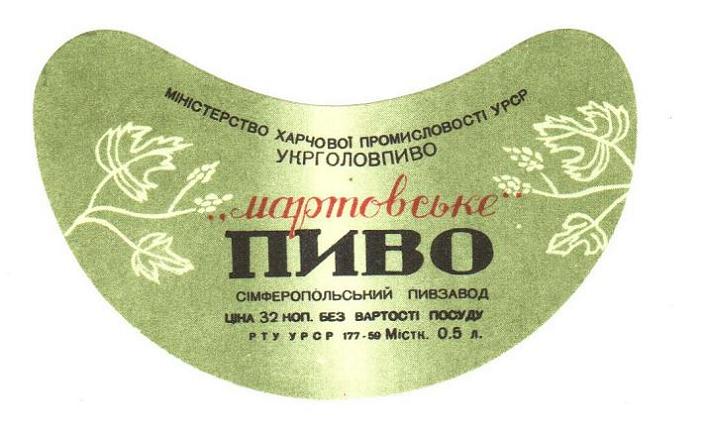 МІНІСТЕРСТВО ХАРЧОВОЇ ПРОМИСЛОВОСТІ УРСР
УКРГОЛОВПИВО
„мартовське“
ПИВО
СІМФЕРОПОЛЬСЬКИЙ ПИВЗАВОД
ЦІНА 32 КОП. БЕЗ ВАРТОСТІ ПОСУДУ
РТУ УРСР 177-59 Містк. 0.5 л.